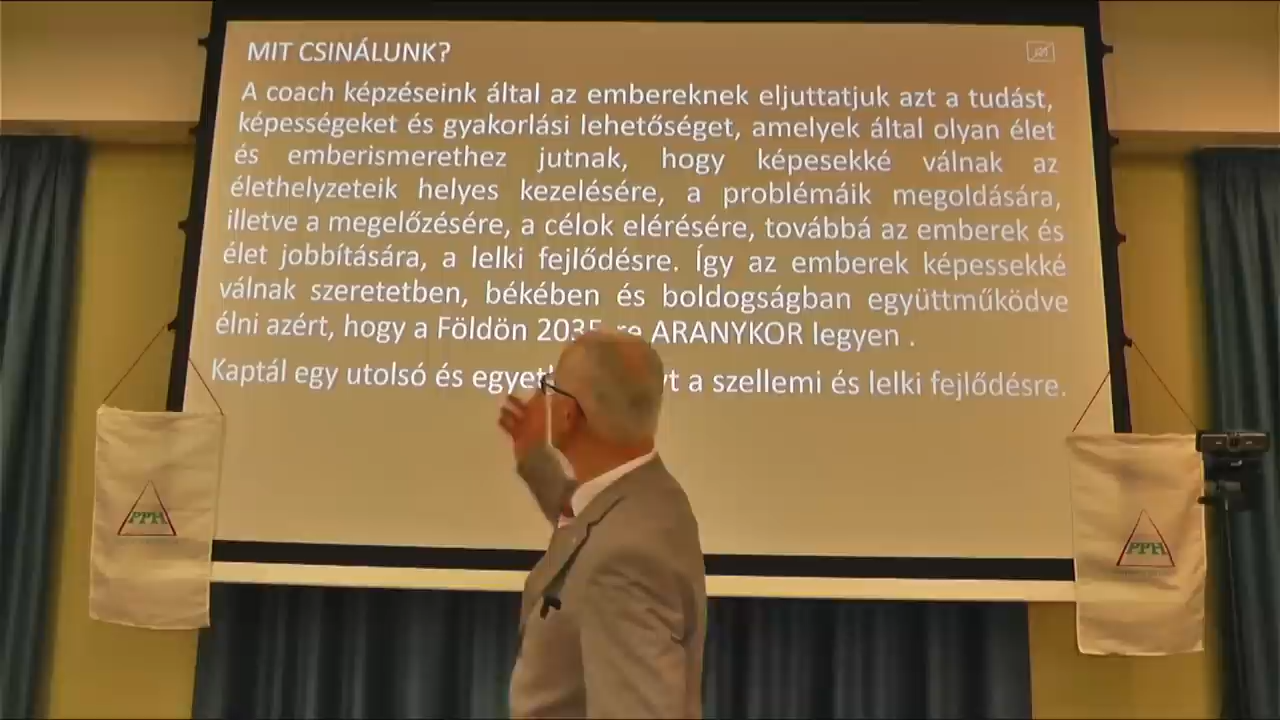 MIT CSINÁLUNK?
A coach képzéseink által az embereknek eljuttatjuk azt a tudást,
képességeket és gyakorlási lehetőséget, amelyek által olyan élet
és emberismerethez jutnak, hogy képesekké válnak az
élethelyzeteik helyes kezelésére, a problémáik megoldására,
illetve a megelőzésére, a célok elérésére, továbbá az emberek és
élet jobbítására, a lelki fejlődésre. Így az emberek képessekké
válnak szeretetben, békében és boldogságban együttműködve
élni azért, hogy a Földön 2035-re ARANYKOR legyen .
Kaptál egy utolsó és a szellemi és lelki fejlődésre.
PPH
PPH